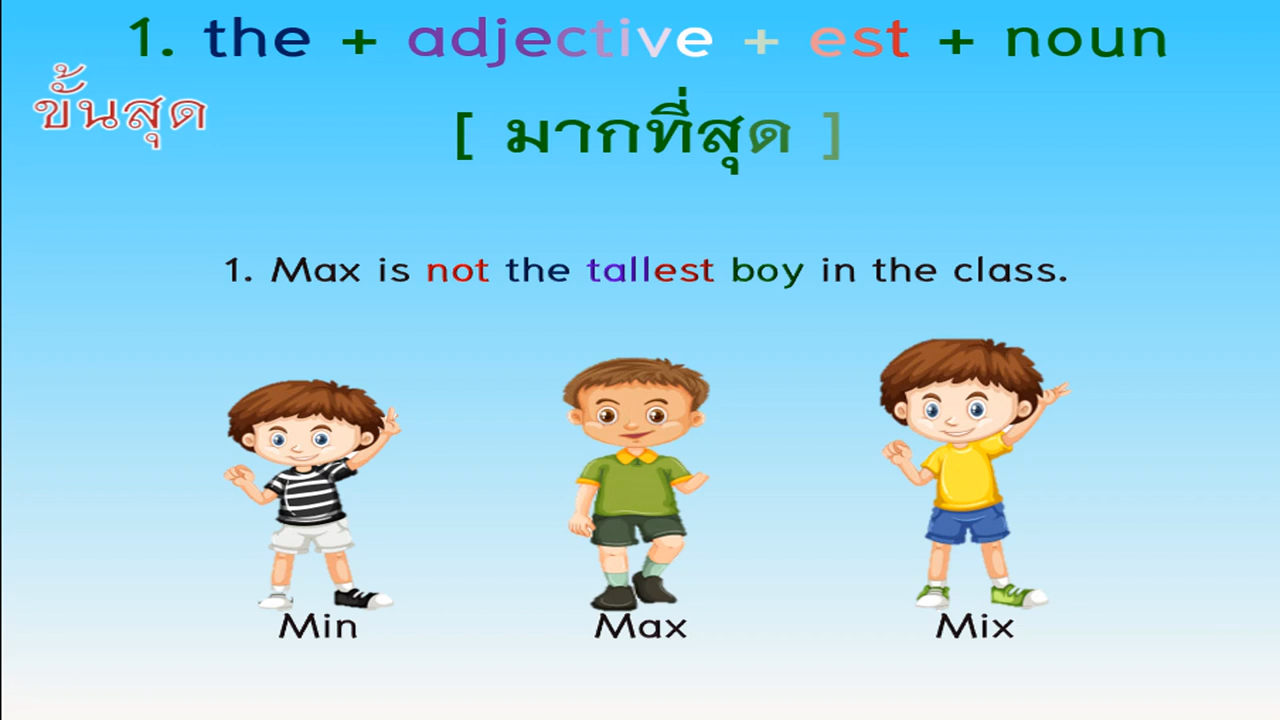 1. the + adjective + est + noun
ขั้นสุด
[ มากที่สุด ]
1. Max is not the tallest boy in the class.
Min
Max
Mix